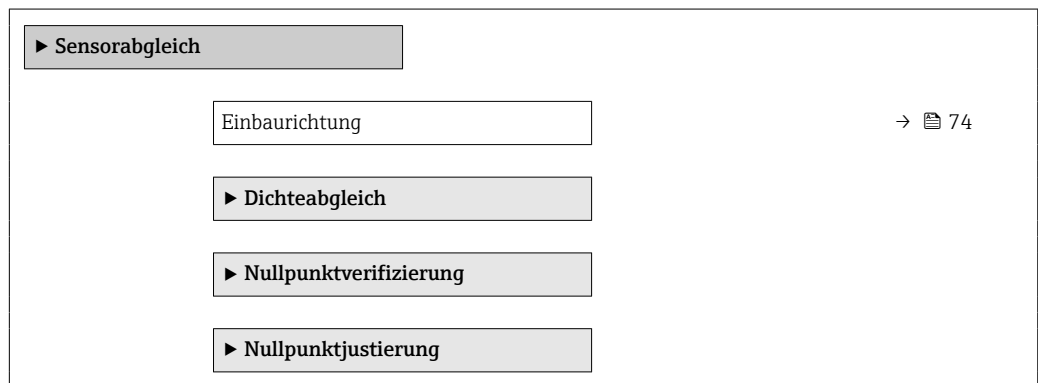 ▶ Sensorabgleich
Einbaurichtung → 🖺 74
▶ Dichteabgleich
▶ Nullpunktverifizierung
▶ Nullpunktjustierung